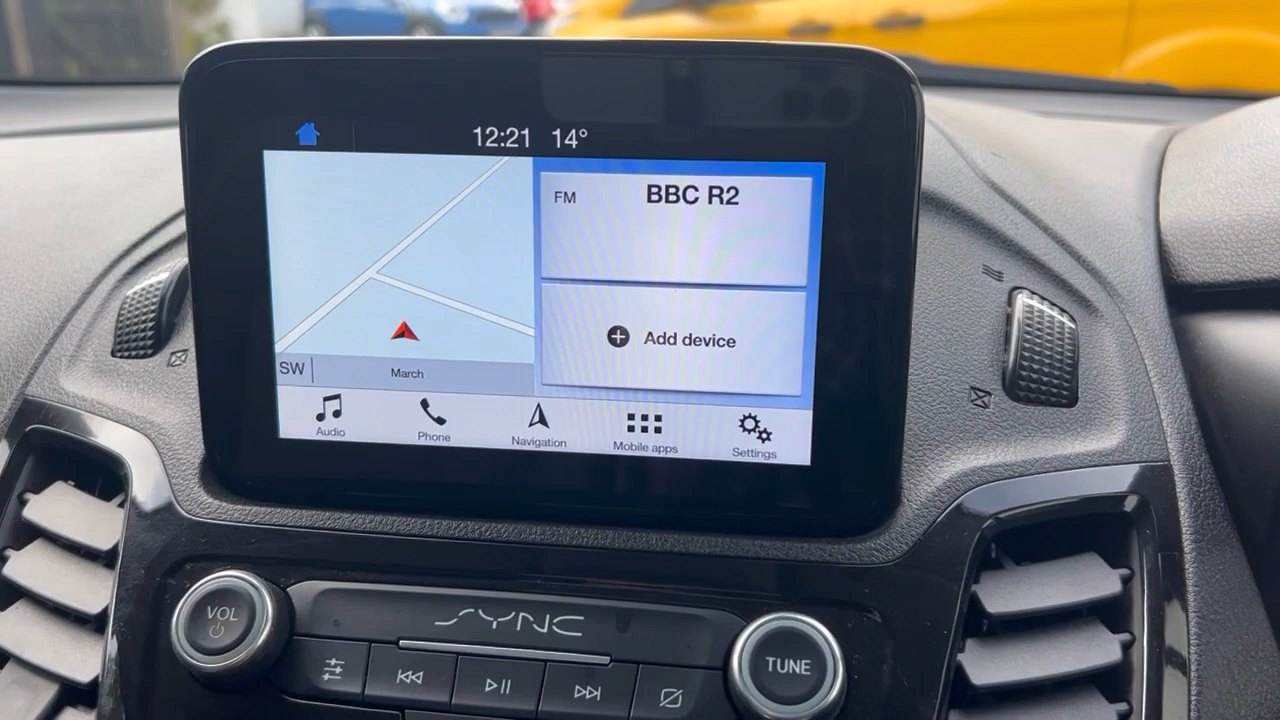 12:21 14°
FM BBC R2
Add device
SW March
Audio Phone Navigation Mobile apps Settings
VOL SYNC TUNE